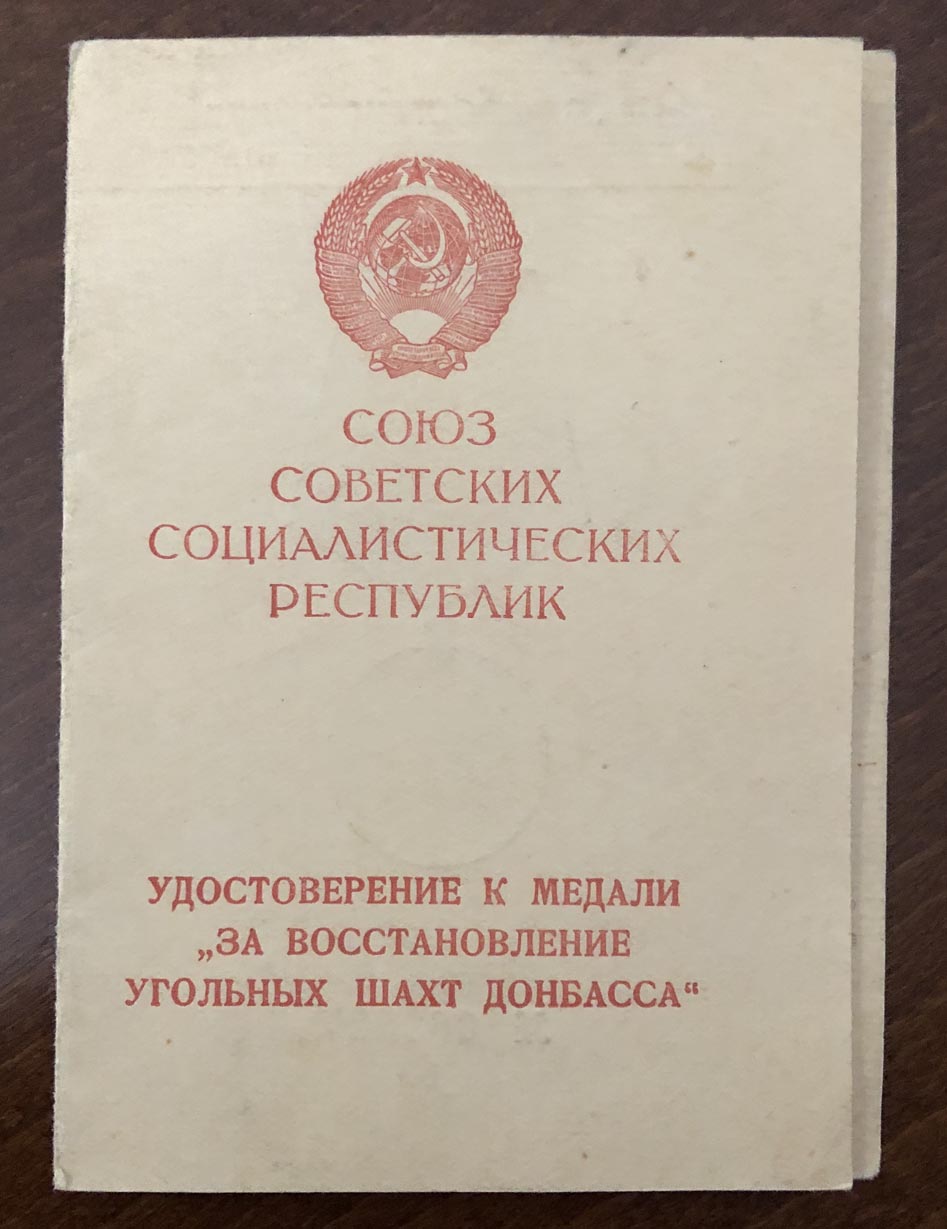 СОЮЗ
СОВЕТСКИХ
СОЦИАЛИСТИЧЕСКИХ
РЕСПУБЛИК
УДОСТОВЕРЕНИЕ К МЕДАЛИ
„ЗА ВОССТАНОВЛЕНИЕ
УГОЛЬНЫХ ШАХТ ДОНБАССА“